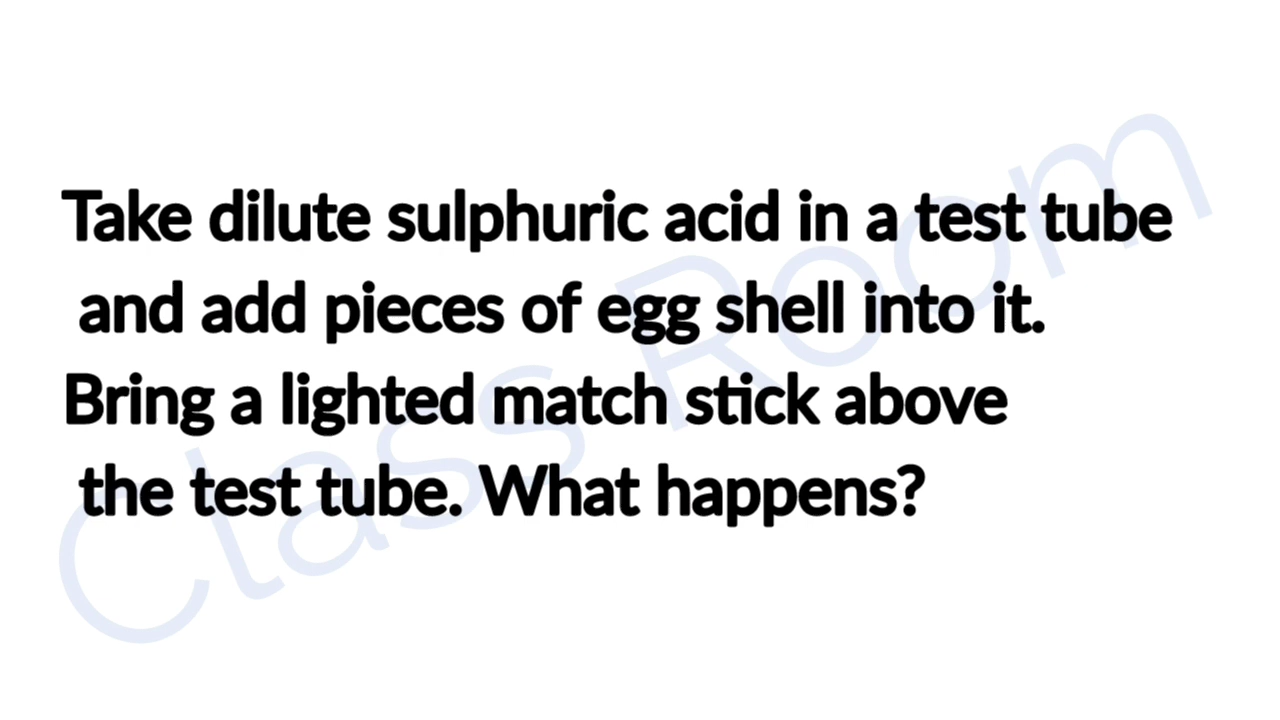 Take dilute sulphuric acid in a test tube
and add pieces of egg shell into it.
Bring a lighted match stick above
the test tube. What happens?
Class Room